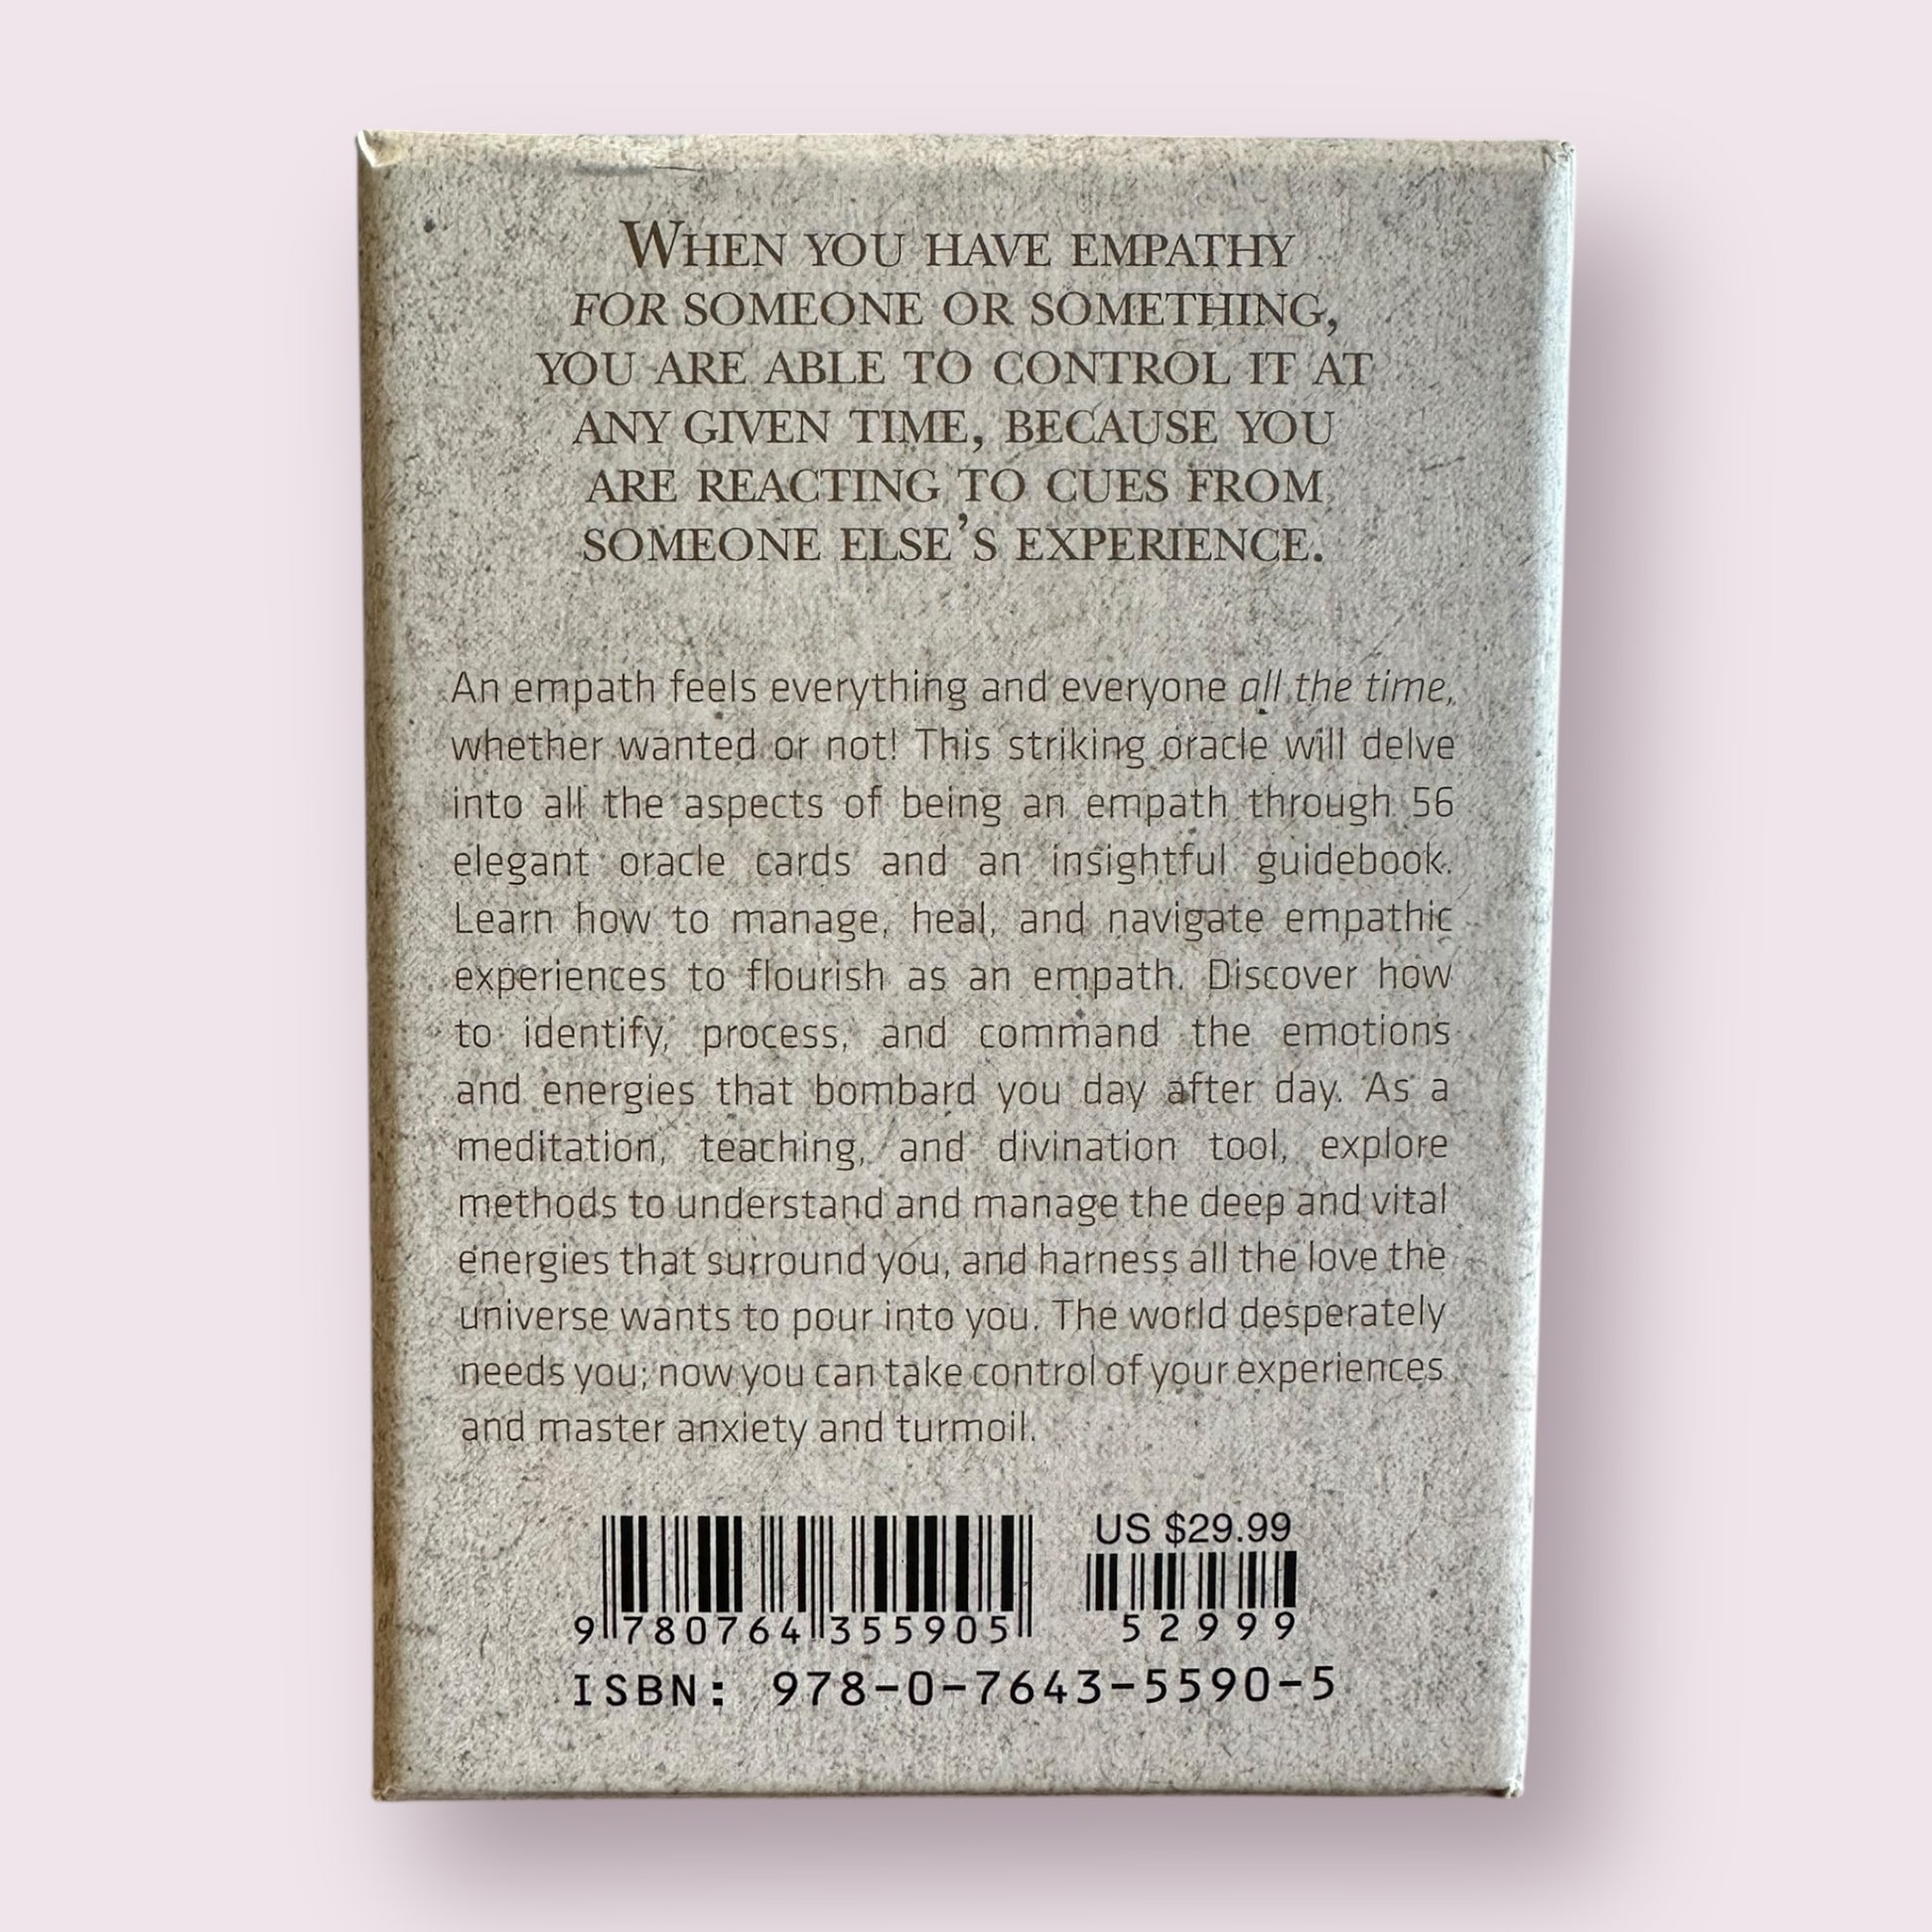 WHEN YOU HAVE EMPATHY
FOR SOMEONE OR SOMETHING,
YOU ARE ABLE TO CONTROL IT AT
ANY GIVEN TIME, BECAUSE YOU
ARE REACTING TO CUES FROM
SOMEONE ELSE'S EXPERIENCE.
An empath feels everything and everyone all the time,
whether wanted or not! This striking oracle will delve
into all the aspects of being an empath through 56
elegant oracle cards and an insightful guidebook.
Learn how to manage, heal, and navigate empathic
experiences to flourish as an empath. Discover how
to identify, process, and command the emotions
and energies that bombard you day after day. As a
meditation, teaching, and divination tool, explore
methods to understand and manage the deep and vital
energies that surround you, and harness all the love the
universe wants to pour into you. The world desperately
needs you; now you can take control of your experiences
and master anxiety and turmoil.
US $29.99
9 780764 355905
52999
ISBN: 978-0-7643-5590-5